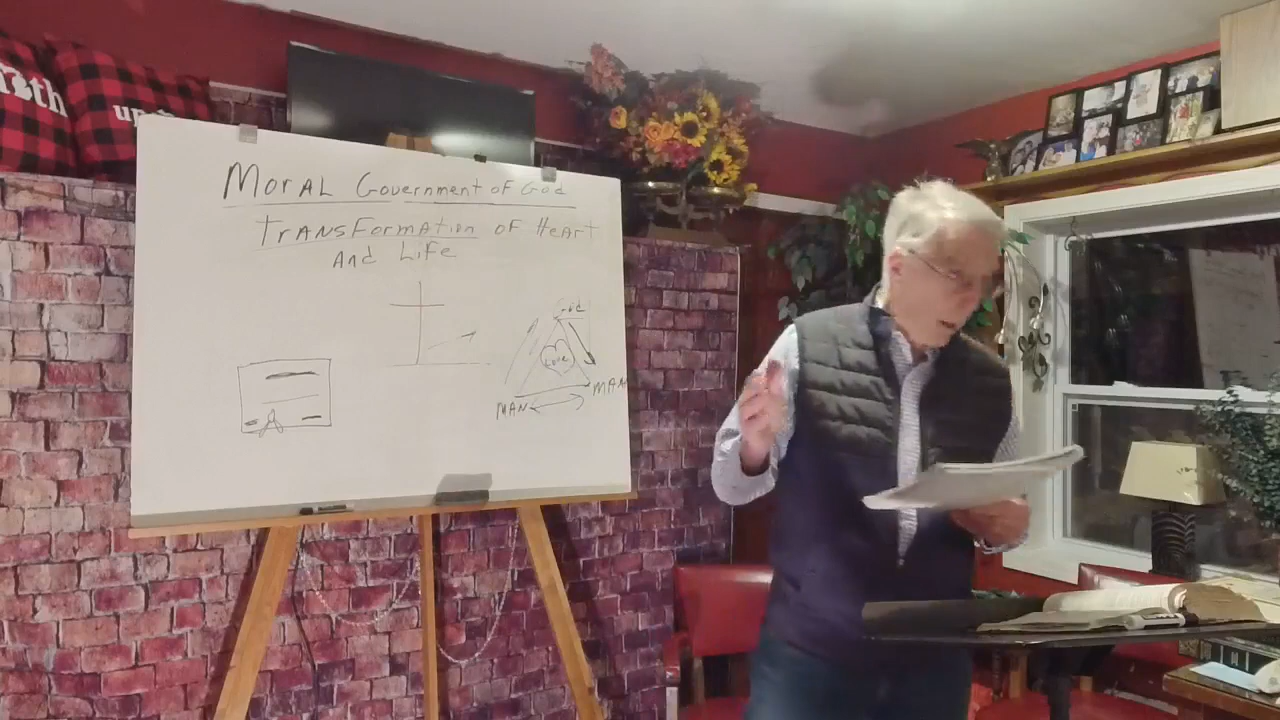 MORAL Government of God
TRANSFORMATION of HeArT
And Life
God
Love
MAN
MAN